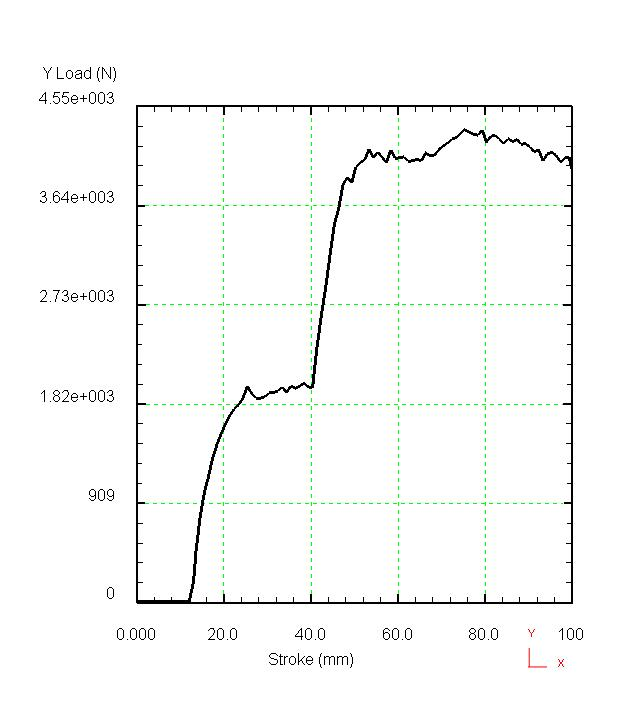 Y Load (N)
4.55e+003
3.64e+003
2.73e+003
1.82e+003
909
0
0.000 20.0 40.0 60.0 80.0 100
Stroke (mm)
Y
X